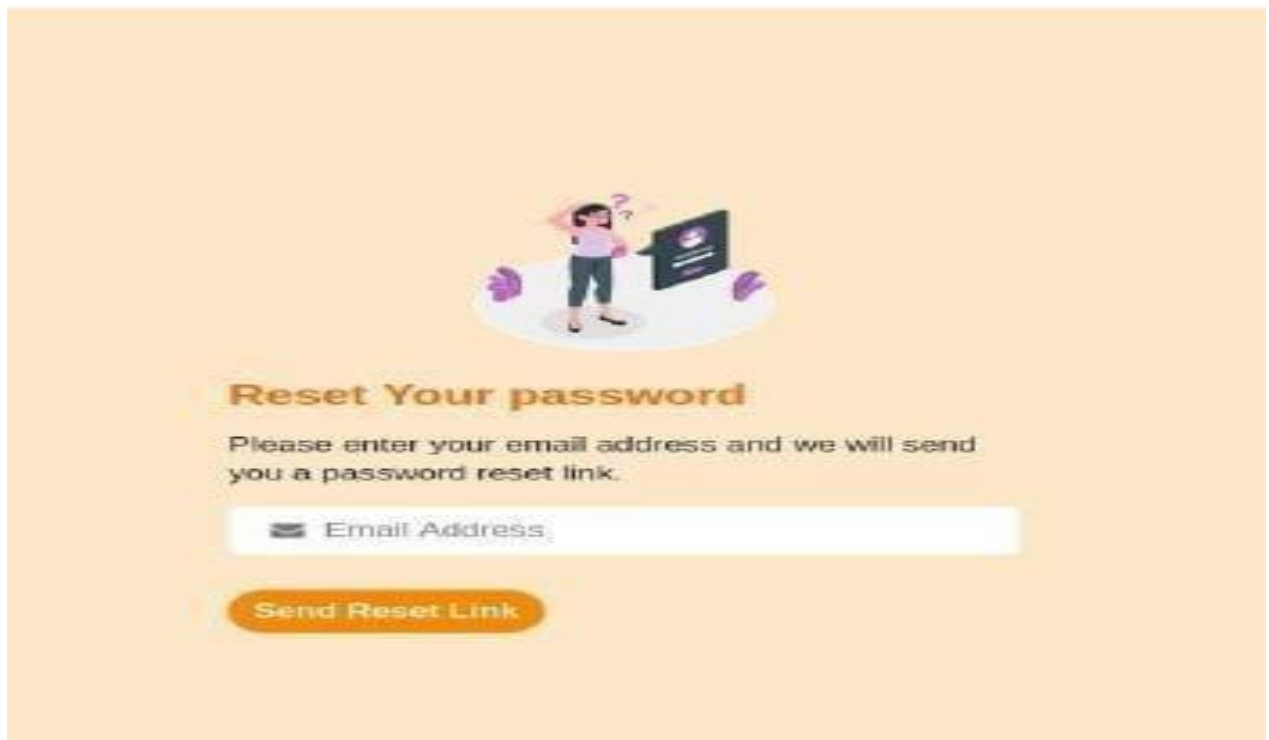 ? ?
Reset Your password
Please enter your email address and we will send
you a password reset link.
Email Address
Send Reset Link